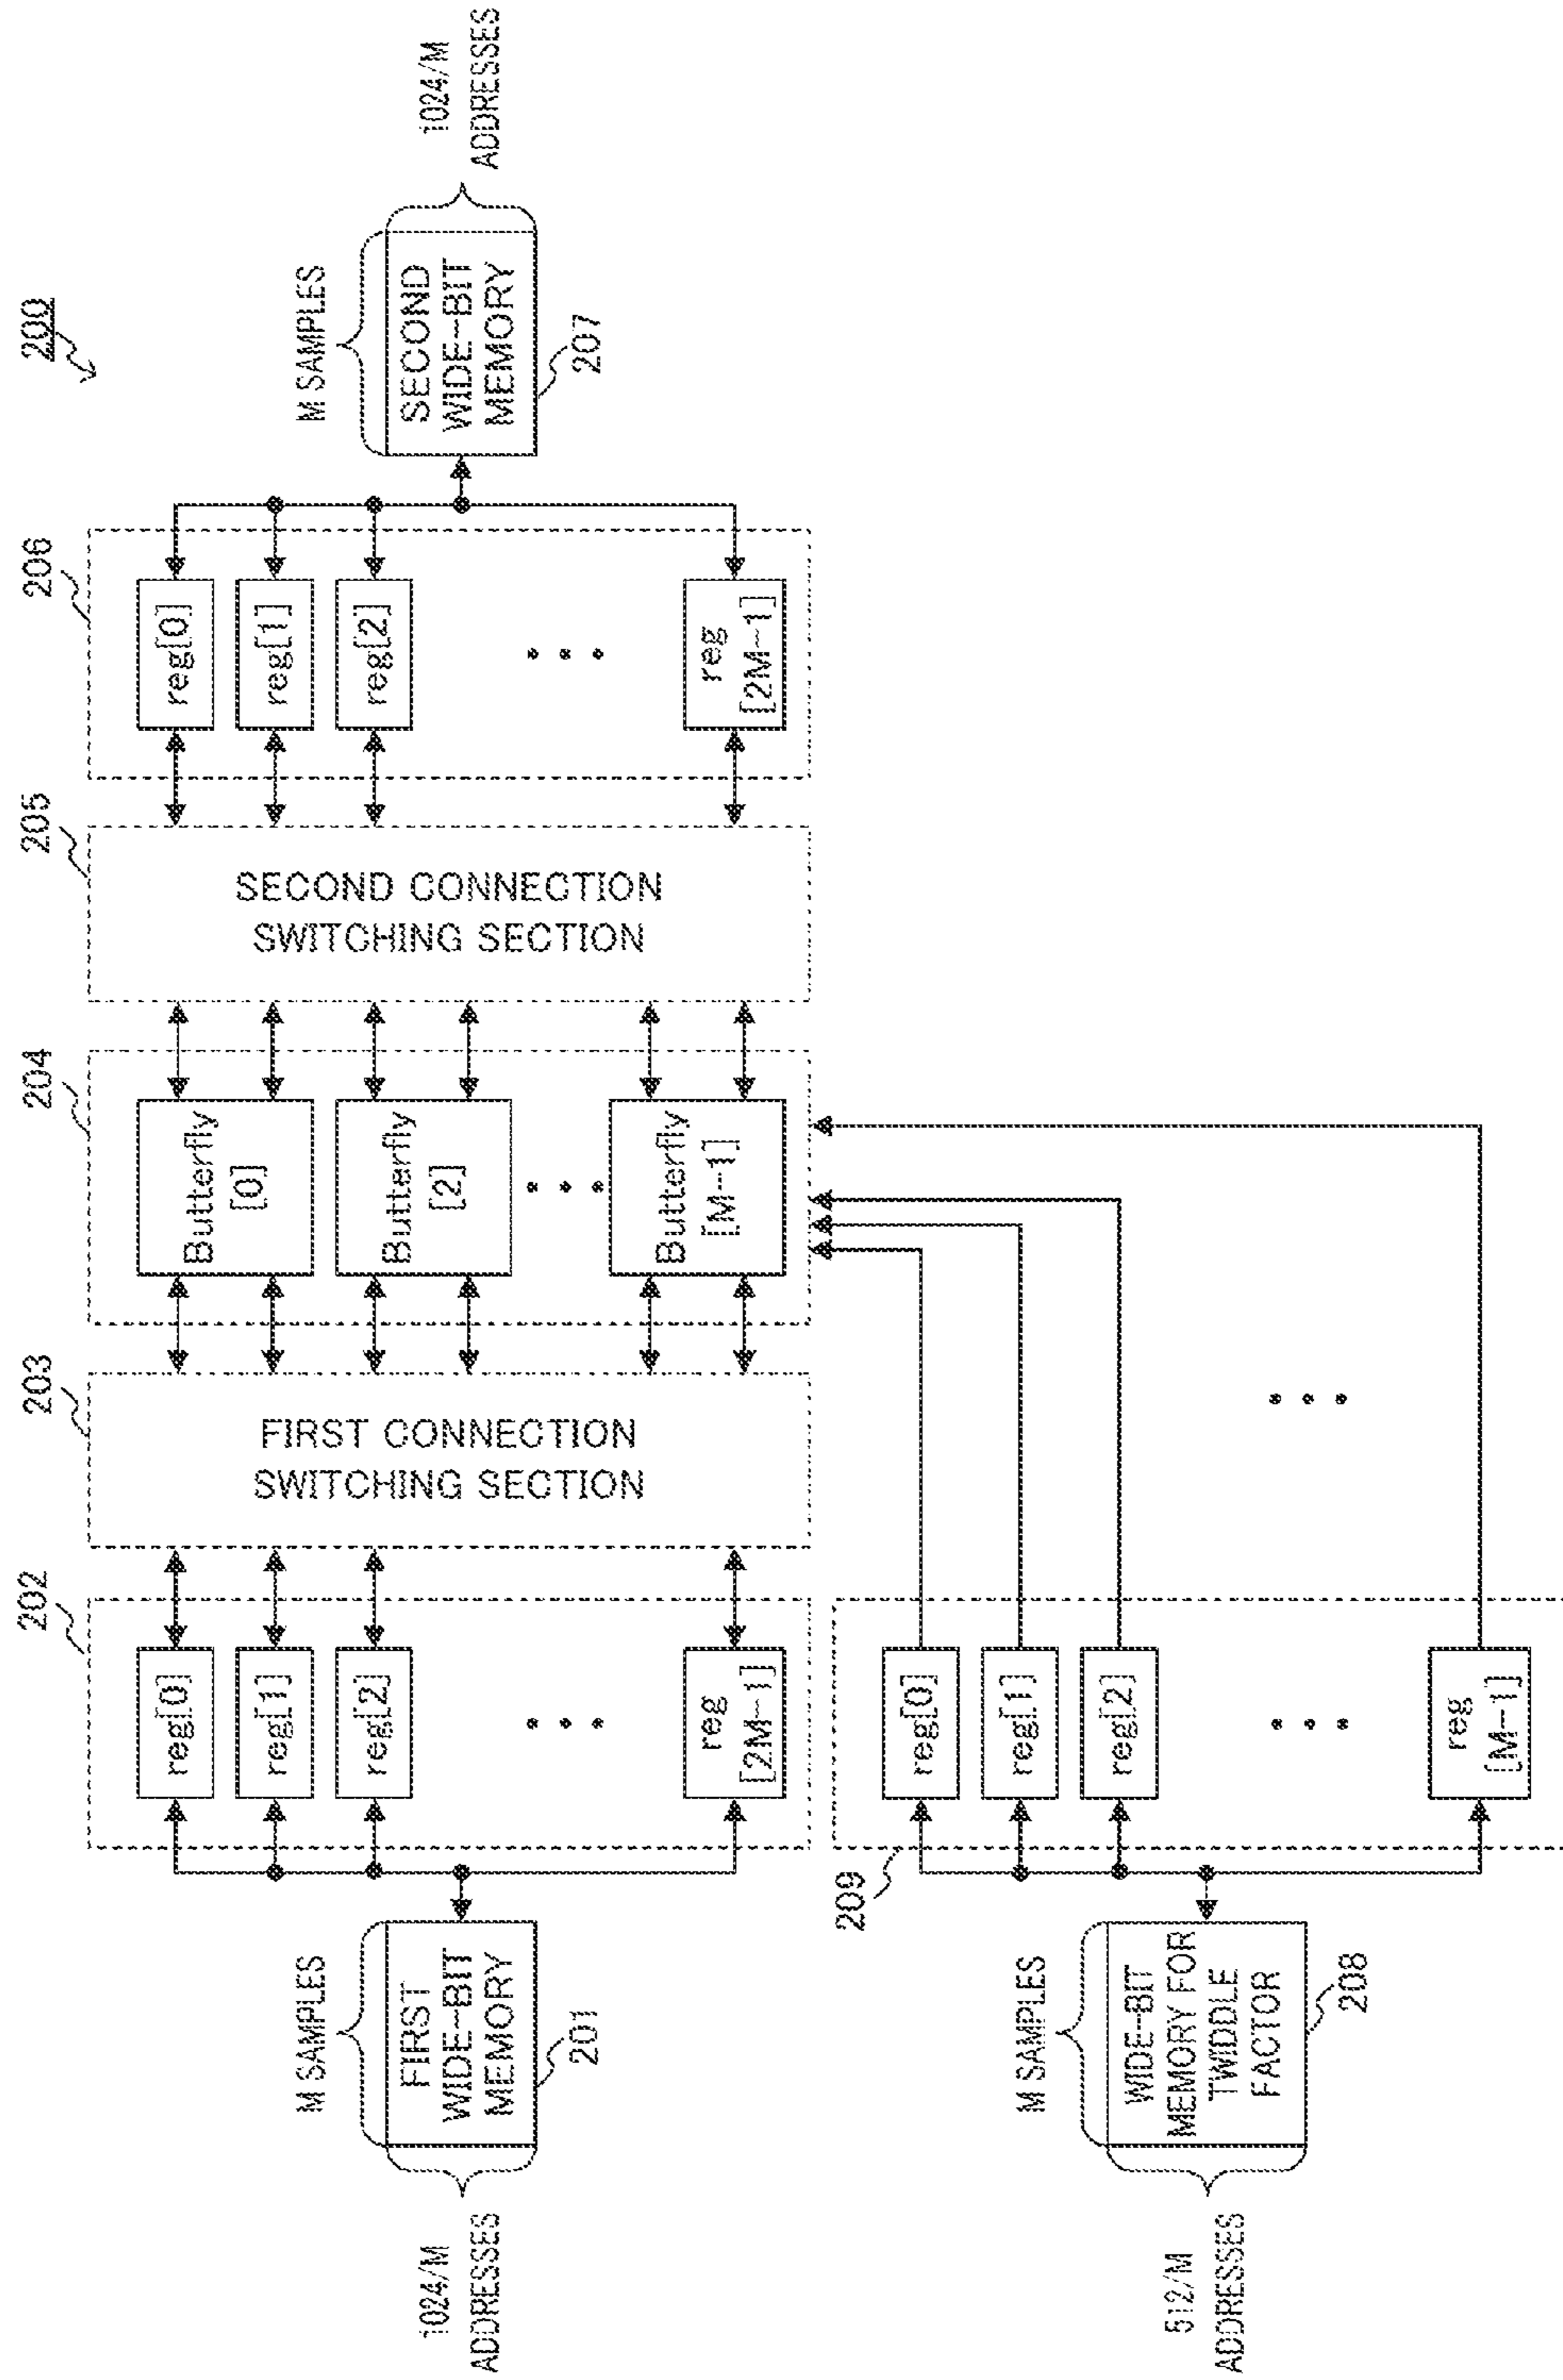 200
M SAMPLES
FIRST
WIDE-BIT
MEMORY
201
1024/M
ADDRESSES
202
reg[0]
reg[1]
reg[2]
• • •
reg
[2M-1]
203
FIRST CONNECTION
SWITCHING SECTION
204
Butterfly
[0]
Butterfly
[2]
• • •
Butterfly
[M-1]
205
SECOND CONNECTION
SWITCHING SECTION
206
reg[0]
reg[1]
reg[2]
• • •
reg
[2M-1]
M SAMPLES
SECOND
WIDE-BIT
MEMORY
207
1024/M
ADDRESSES
M SAMPLES
WIDE-BIT
MEMORY FOR
TWIDDLE
FACTOR
208
512/M
ADDRESSES
209
reg[0]
reg[1]
reg[2]
• • •
reg
[M-1]
• • •